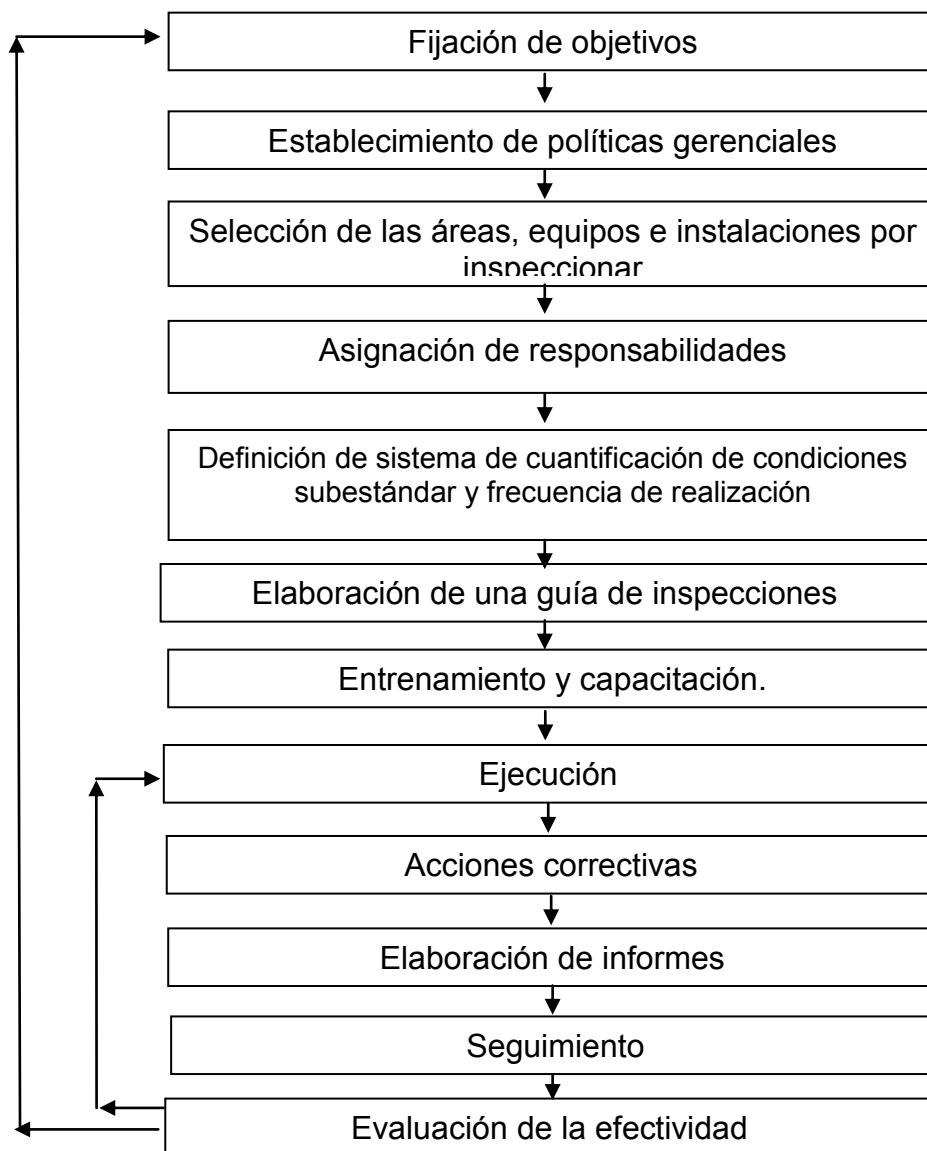 Fijación de objetivos
Establecimiento de políticas gerenciales
Selección de las áreas, equipos e instalaciones por
inspeccionar
Asignación de responsabilidades
Definición de sistema de cuantificación de condiciones
subestándar y frecuencia de realización
Elaboración de una guía de inspecciones
Entrenamiento y capacitación.
Ejecución
Acciones correctivas
Elaboración de informes
Seguimiento
Evaluación de la efectividad